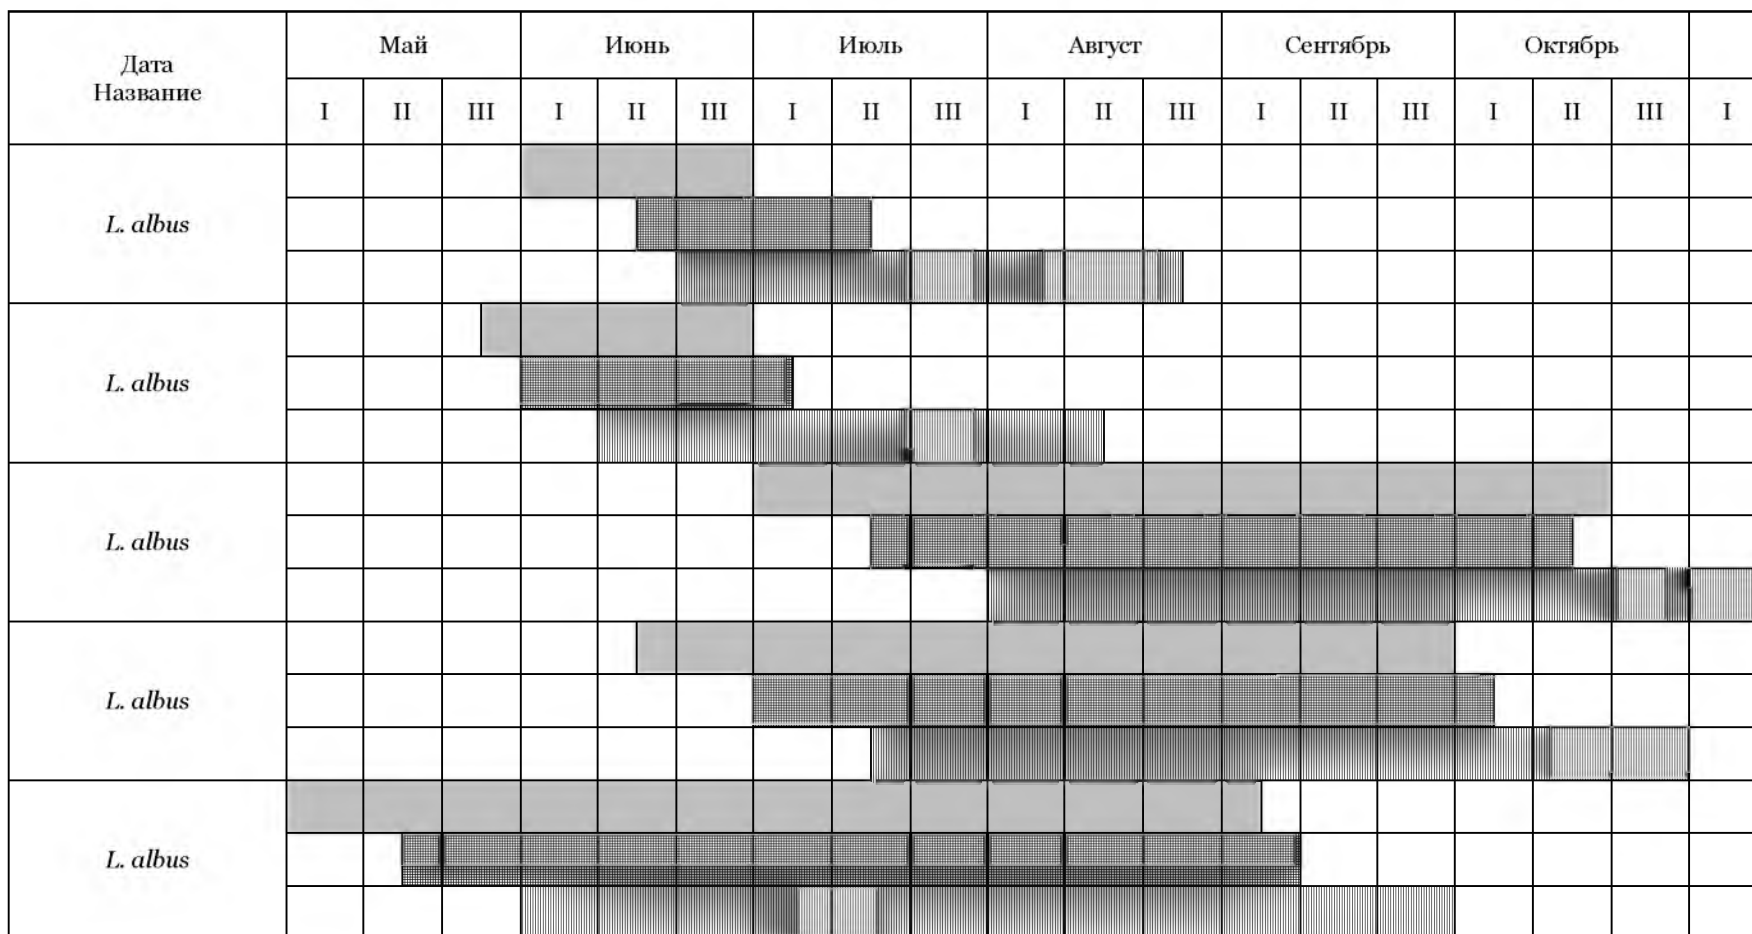 Дата
Название
Май Июнь Июль Август Сентябрь Октябрь
I II III I II III I II III I II III I II III I II III I
L. albus
L. albus
L. albus
L. albus
L. albus